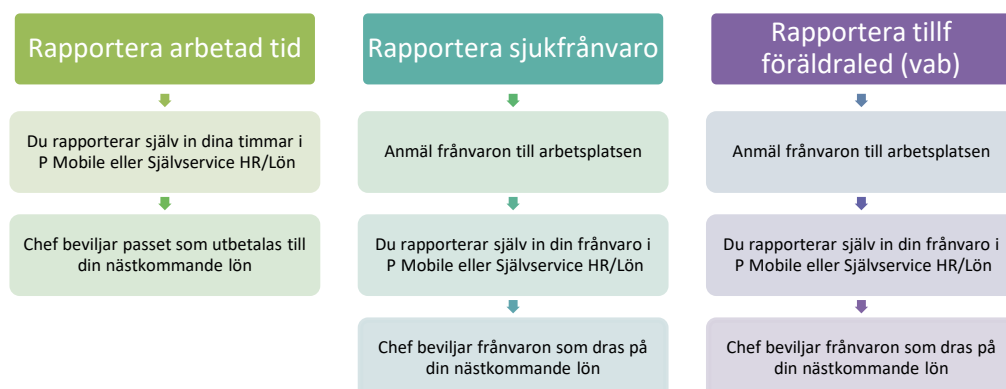 Rapportera arbetad tid
Du rapporterar själv in dina timmar i
P Mobile eller Självservice HR/Lön
Chef beviljar passet som utbetalas till
din nästkommande lön
Rapportera sjukfrånvaro
Anmäl frånvaron till arbetsplatsen
Du rapporterar själv in din frånvaro i
P Mobile eller Självservice HR/Lön
Chef beviljar frånvaron som dras på
din nästkommande lön
Rapportera tillf
föräldraled (vab)
Anmäl frånvaron till arbetsplatsen
Du rapporterar själv in din frånvaro i
P Mobile eller Självservice HR/Lön
Chef beviljar frånvaron som dras på
din nästkommande lön